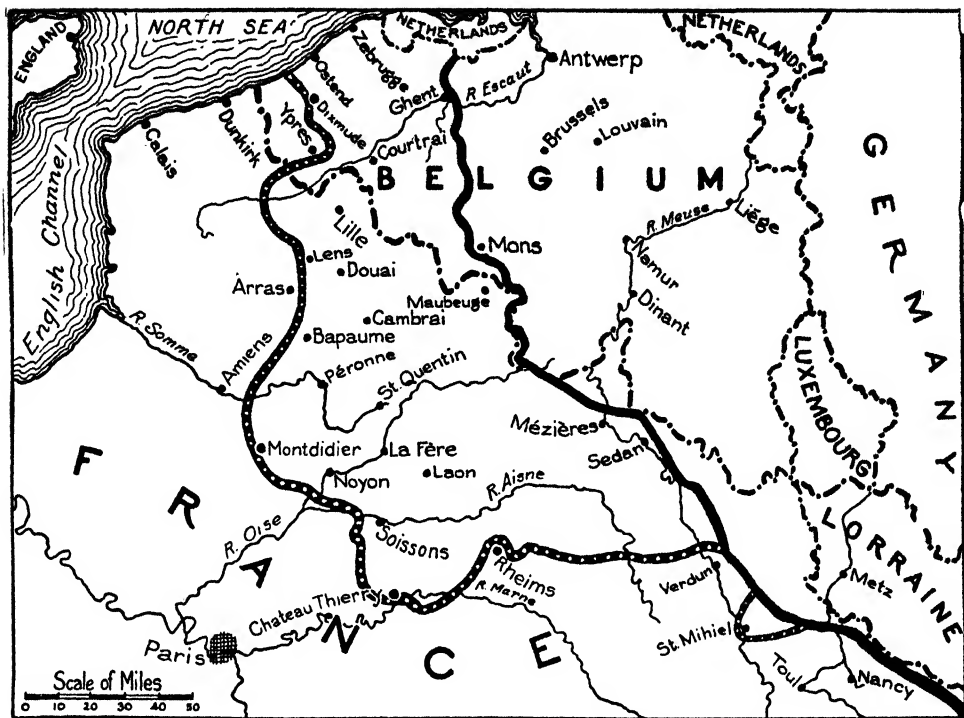 NORTH SEA
ENGLAND
NETHERLANDS
NETHERLANDS
Zebrugge
Ostend
Dixmude
Ypres
Dunkirk
Calais
Ghent
R. Escaut
Antwerp
Brussels
Louvain
Courtrai
BELGIUM
GERMANY
English Channel
Lille
Lens
Douai
Mons
R. Meuse
Liége
Namur
Dinant
Arras
Maubeuge
Cambrai
Bapaume
R. Somme
Amiens
Péronne
St. Quentin
LUXEMBOURG
Montdidier
La Fère
Mézières
Sedan
Noyon
Laon
R. Aisne
FRANCE
R. Oise
Soissons
LORRAINE
Rheims
Verdun
Metz
Chateau Thierry
R. Marne
St. Mihiel
Paris
Toul
Nancy
Scale of Miles
0 10 20 30 40 50